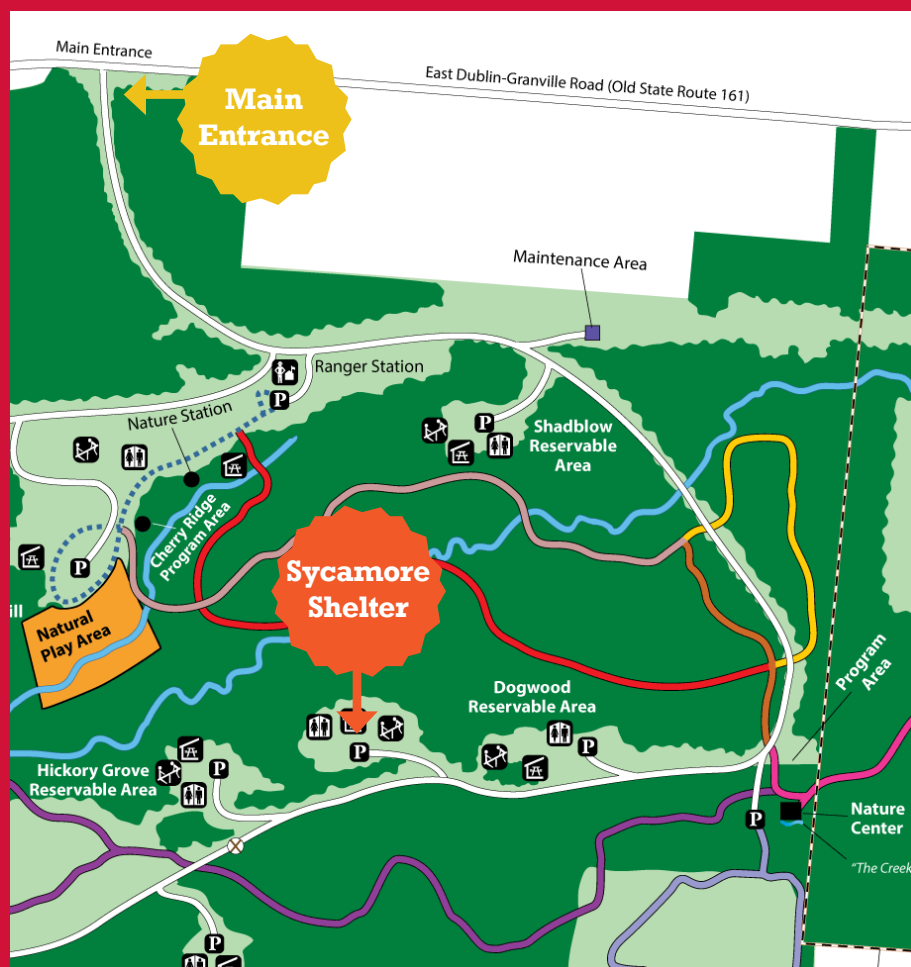 Main Entrance
East Dublin-Granville Road (Old State Route 161)
Main
Entrance
Maintenance Area
Ranger Station
P
Nature Station
P
Shadblow
Reservable
Area
Cherry Ridge
Program Area
P
ill
Natural
Play Area
Sycamore
Shelter
Program
Area
Dogwood
Reservable Area
P
P
Hickory Grove
Reservable Area
P
P
Nature
Center
"The Creek
P